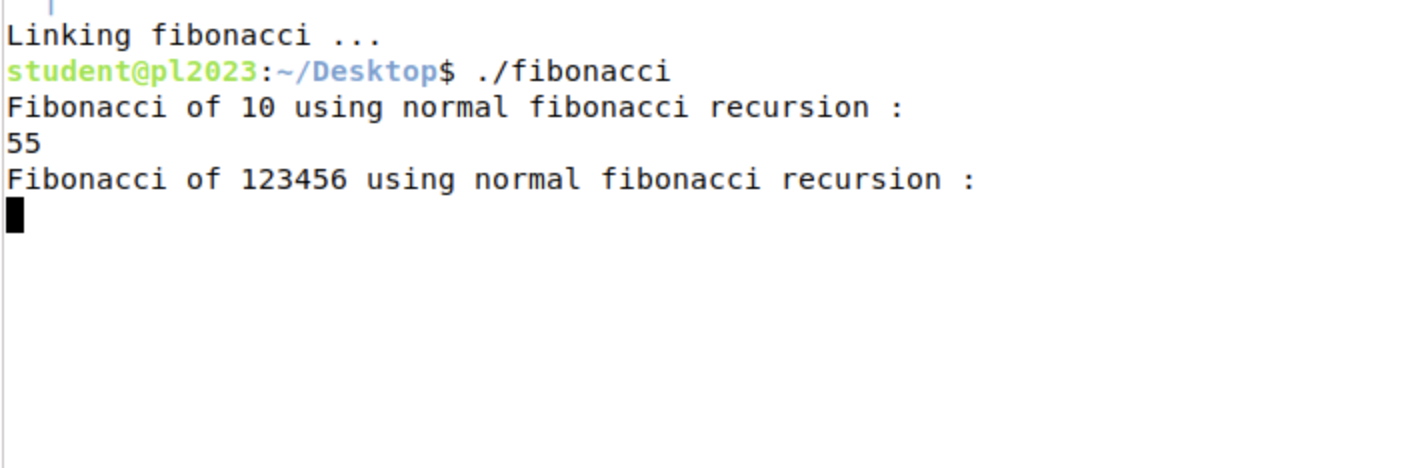 Linking fibonacci ...
student@pl2023:~/Desktop$ ./fibonacci
Fibonacci of 10 using normal fibonacci recursion :
55
Fibonacci of 123456 using normal fibonacci recursion :